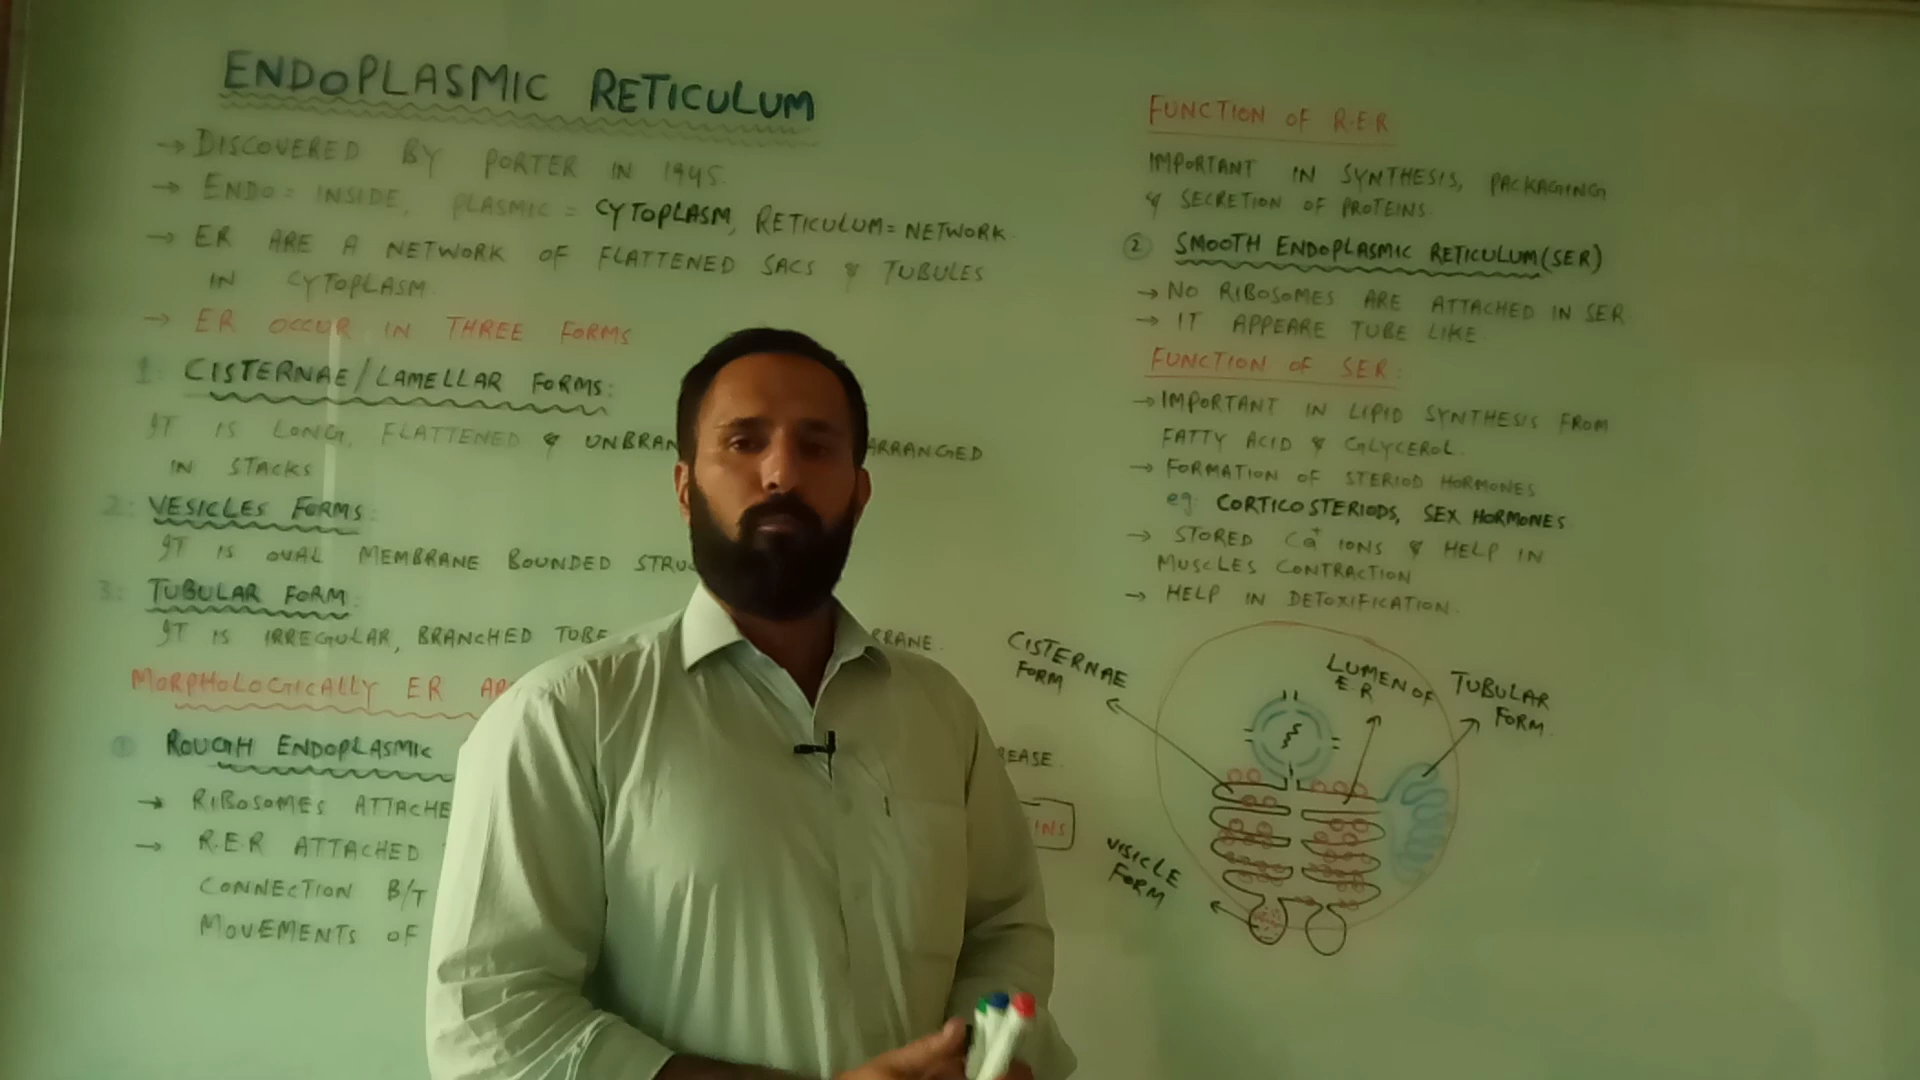 ENDOPLASMIC RETICULUM
→ DISCOVERED BY PORTER IN 1945.
→ ENDO = INSIDE, PLASMIC = CYTOPLASM, RETICULUM = NETWORK.
→ ER ARE A NETWORK OF FLATTENED SACS & TUBULES
IN CYTOPLASM
→ ER OCCUR IN THREE FORMS
1. CISTERNAE/LAMELLAR FORMS:
IT IS LONG, FLATTENED & UNBRAN ARRANGED
IN STACKS
2: VESICLES FORMS:
IT IS OVAL MEMBRANE BOUNDED STRUC
3: TUBULAR FORM:
IT IS IRREGULAR, BRANCHED TUBE BRANE.
MORPHOLOGICALLY ER AR
① ROUGH ENDOPLASMIC REASE.
→ RIBOSOMES ATTACHE INS
→ R.E.R ATTACHED
CONNECTION B/T
MOVEMENTS OF
FUNCTION OF R.E.R
IMPORTANT IN SYNTHESIS, PACKAGING
& SECRETION OF PROTEINS.
② SMOOTH ENDOPLASMIC RETICULUM (SER)
→ NO RIBOSOMES ARE ATTACHED IN SER.
→ IT APPEARE TUBE LIKE.
FUNCTION OF SER:
→ IMPORTANT IN LIPID SYNTHESIS FROM
FATTY ACID & GLYCEROL.
→ FORMATION OF STERIOD HORMONES
eg. CORTICOSTERIODS, SEX HORMONES
→ STORED Ca⁺ IONS & HELP IN
MUSCLES CONTRACTION
→ HELP IN DETOXIFICATION.
CISTERNAE
FORM
LUMEN OF
E.R
TUBULAR
FORM.
VISICLE
FORM